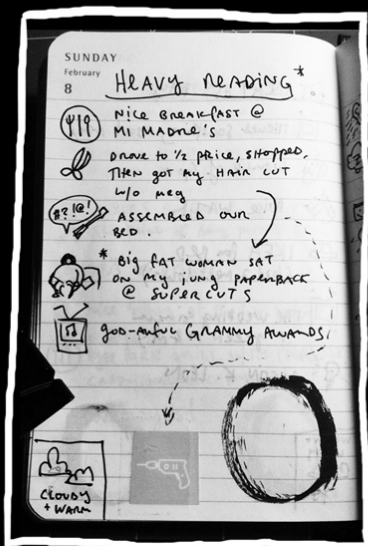 SUNDAY
February
8
HEAVY READING*
NICE BREAKFAST @
MI MADRE'S
DROVE TO 1/2 PRICE, SHOPPED,
THEN GOT MY HAIR CUT
W/O MEG
#?!@!
ASSEMBLED OUR
BED.
* BIG FAT WOMAN SAT
ON MY JUNG PAPERBACK
@ SUPERCUTS
GOD-AWFUL GRAMMY AWARDS.
CLOUDY
+ WARM